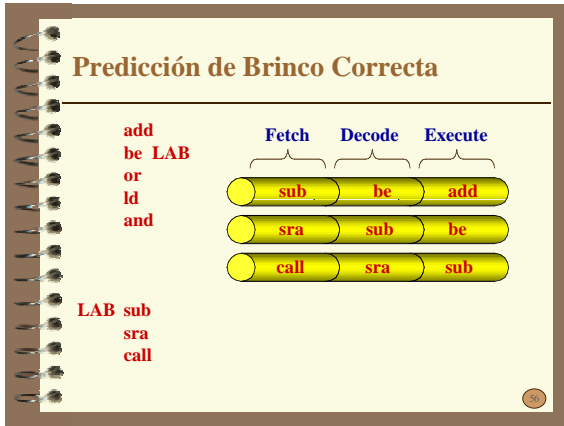 Predicción de Brinco Correcta
add
be LAB
or
ld
and
LAB sub
sra
call
Fetch Decode Execute
sub be add
sra sub be
call sra sub
56